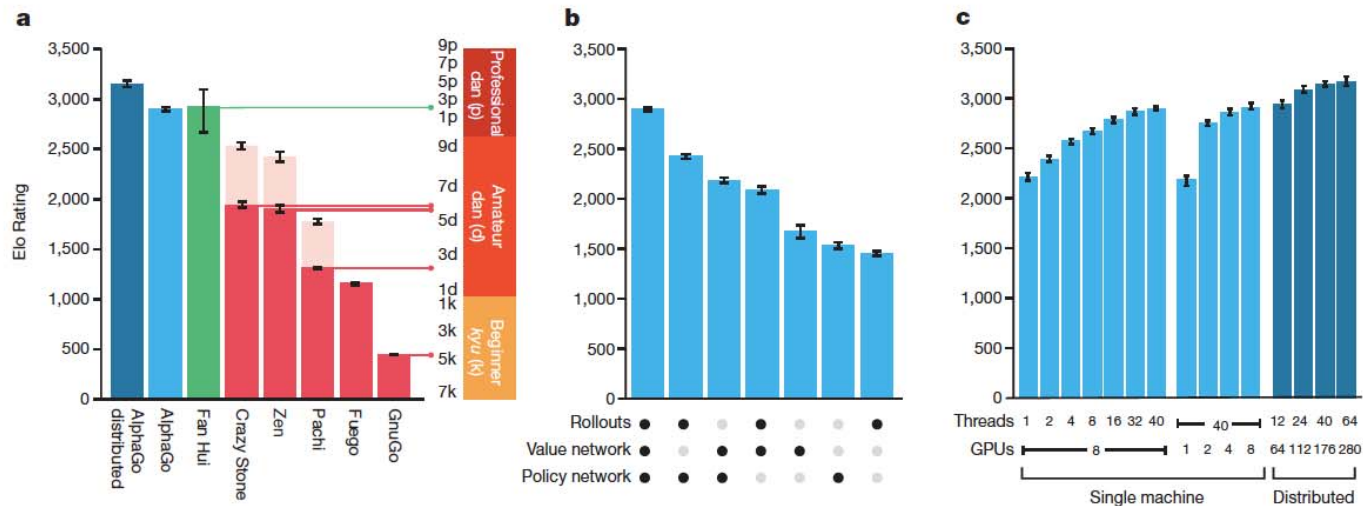 a
Elo Rating
3,500
3,000
2,500
2,000
1,500
1,000
500
0
AlphaGo distributed
AlphaGo
Fan Hui
Crazy Stone
Zen
Pachi
Fuego
GnuGo
9p
7p
5p
3p
1p
9d
7d
5d
3d
1d
1k
3k
5k
7k
Professional
dan (p)
Amateur
dan (d)
Beginner
kyu (k)
b
3,500
3,000
2,500
2,000
1,500
1,000
500
0
Rollouts
Value network
Policy network
c
3,500
3,000
2,500
2,000
1,500
1,000
500
0
Threads 1 2 4 8 16 32 40 40 12 24 40 64
GPUs 8 1 2 4 8 64 112 176 280
Single machine Distributed